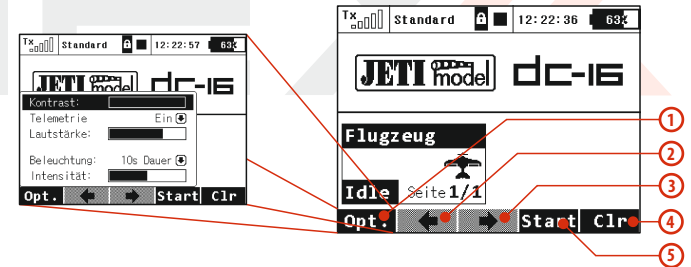 Tx Standard a 12:22:57 63%
JETI model dc-16
Kontrast:
Telemetrie Ein
Lautstärke:
Beleuchtung: 10s Dauer
Intensität:
Opt. Start Clr
Tx Standard a 12:22:36 63%
JETI model dc-16
Flugzeug
Idle Seite 1/1
Opt. Start Clr
1
2
3
4
5